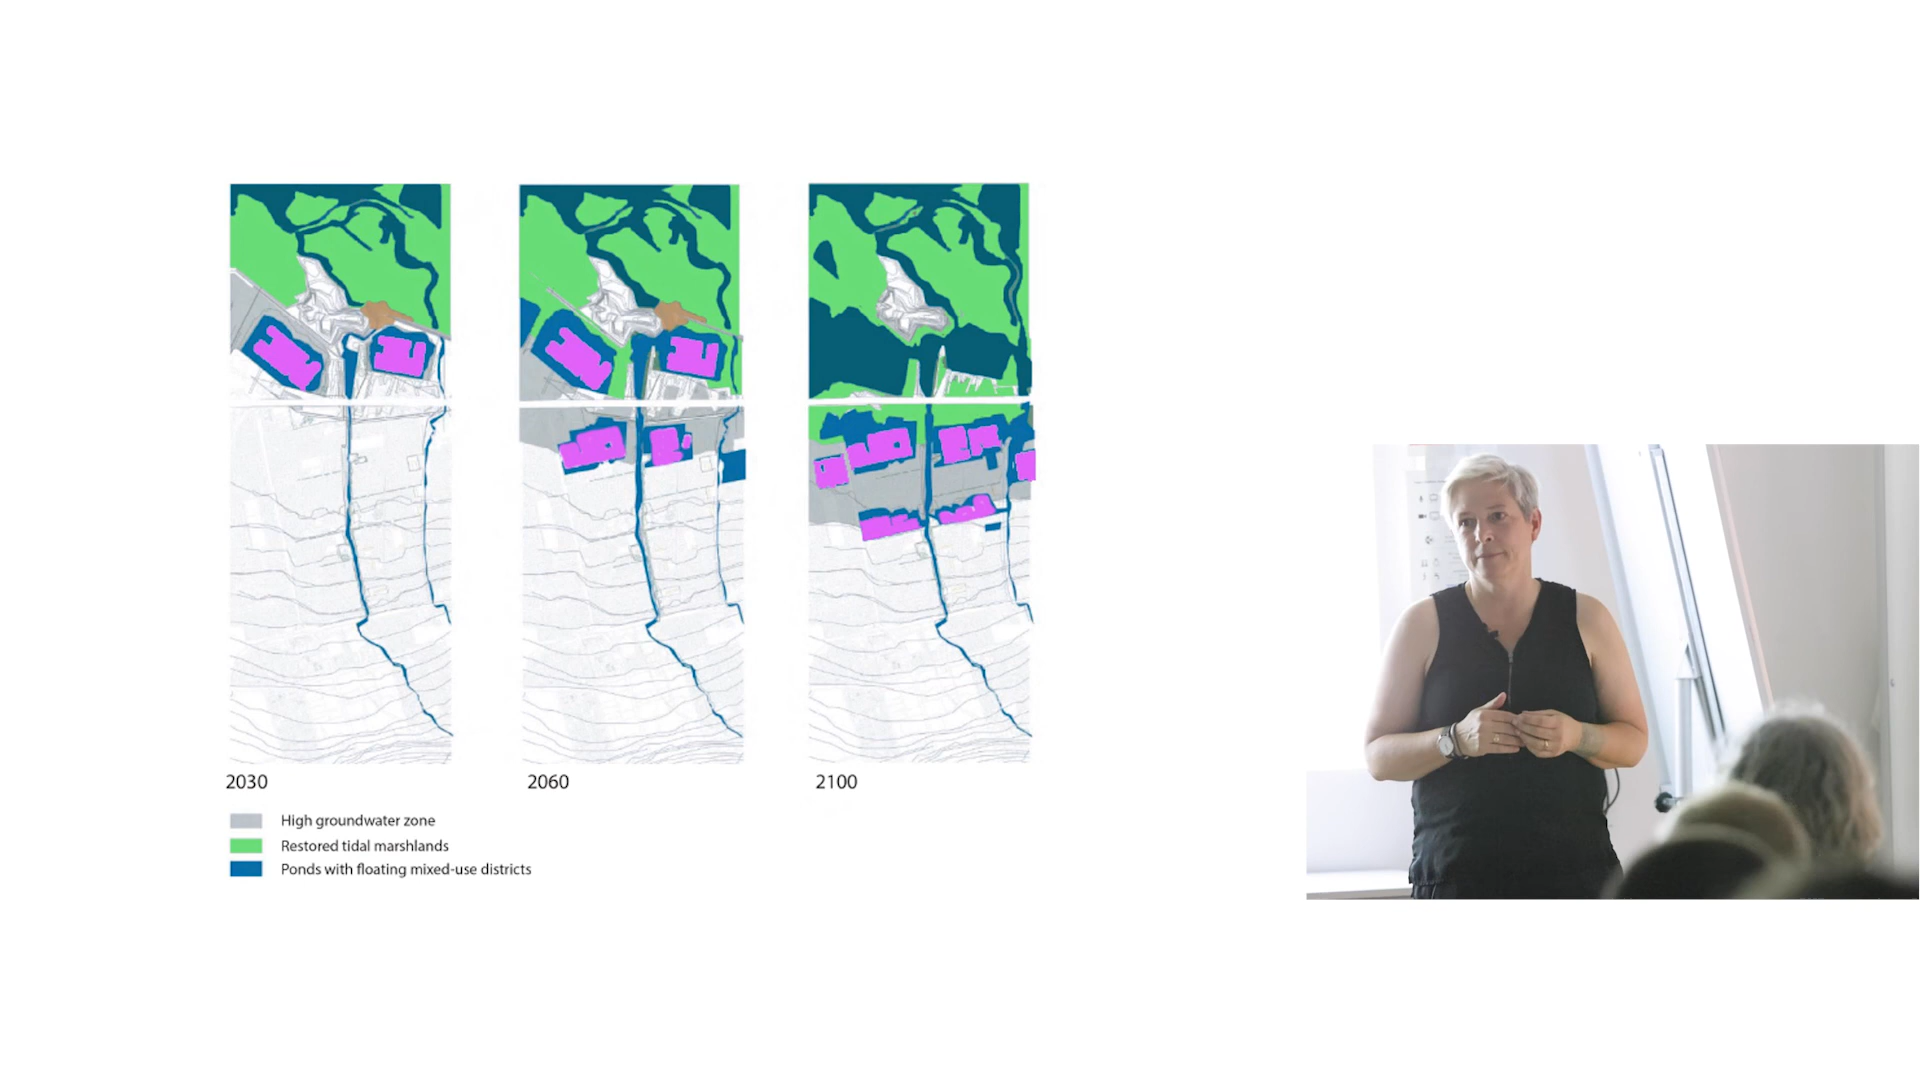 2030
2060
2100
High groundwater zone
Restored tidal marshlands
Ponds with floating mixed-use districts